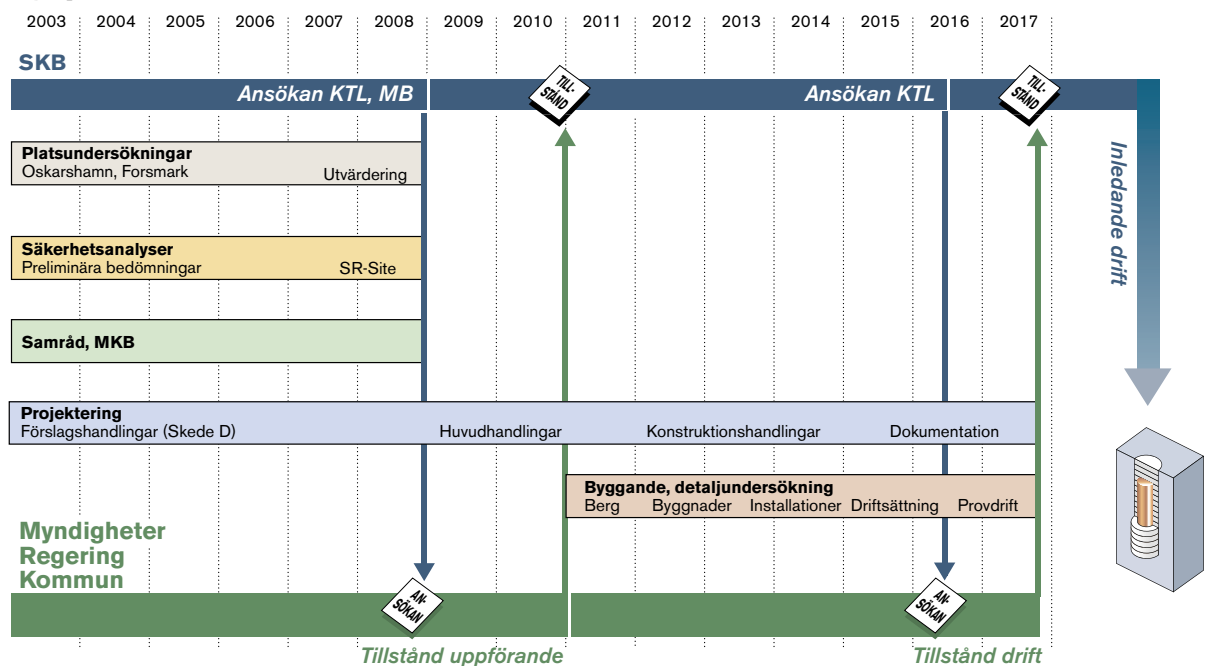 2003 2004 2005 2006 2007 2008 2009 2010 2011 2012 2013 2014 2015 2016 2017
SKB
Ansökan KTL, MB
TILL-
STÅND
Ansökan KTL
TILL-
STÅND
Platsundersökningar
Oskarshamn, Forsmark Utvärdering
Inledande drift
Säkerhetsanalyser
Preliminära bedömningar SR-Site
Samråd, MKB
Projektering
Förslagshandlingar (Skede D) Huvudhandlingar Konstruktionshandlingar Dokumentation
Byggande, detaljundersökning
Berg Byggnader Installationer Driftsättning Provdrift
Myndigheter
Regering
Kommun
AN-
SÖKAN
AN-
SÖKAN
Tillstånd uppförande Tillstånd drift